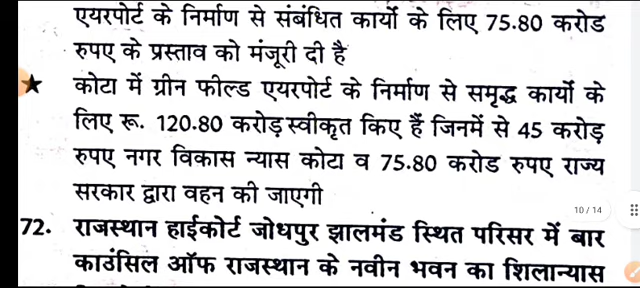 एयरपोर्ट के निर्माण से संबंधित कार्यो के लिए 75.80 करोड
रुपए के प्रस्ताव को मंजूरी दी है
★ कोटा में ग्रीन फील्ड एयरपोर्ट के निर्माण से समृद्ध कार्यो के
लिए रू. 120.80 करोड़ स्वीकृत किए हैं जिनमें से 45 करोड़
रुपए नगर विकास न्यास कोटा व 75.80 करोड रुपए राज्य
सरकार द्वारा वहन की जाएगी
10 / 14
72. राजस्थान हाईकोर्ट जोधपुर झालमंड स्थित परिसर में बार
काउंसिल ऑफ राजस्थान के नवीन भवन का शिलान्यास